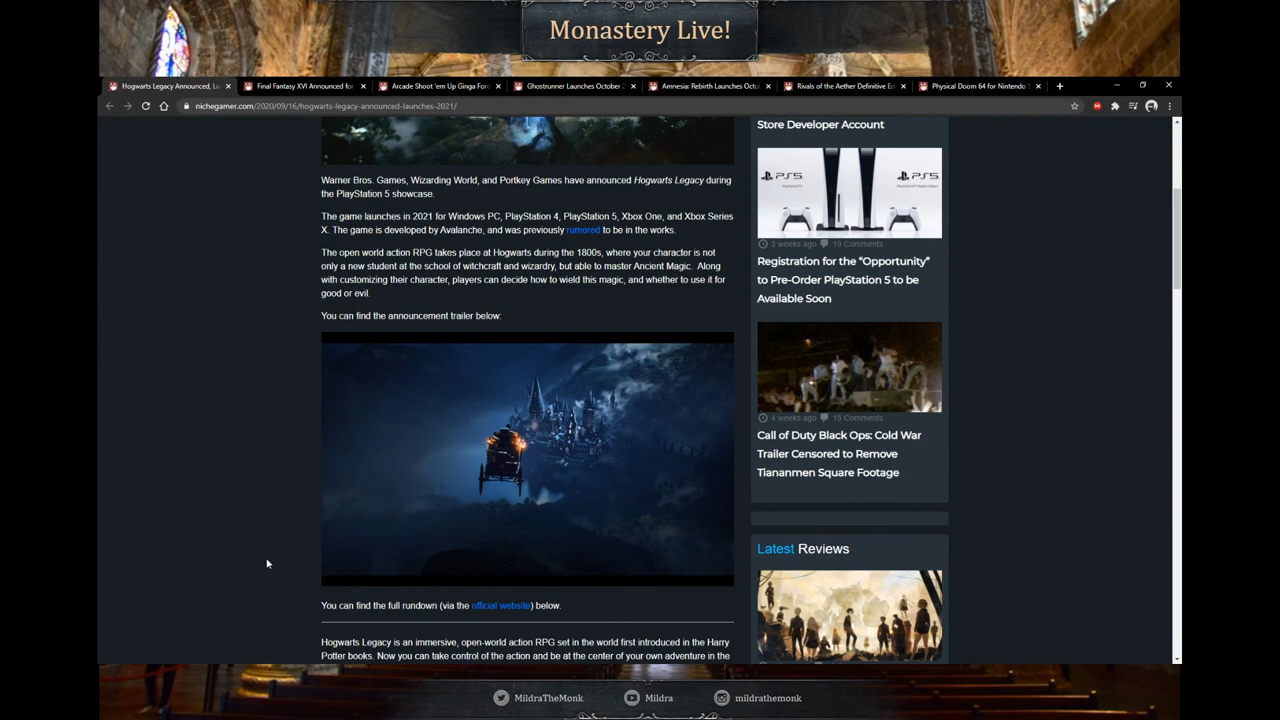 Monastery Live!
Hogwarts Legacy Announced, La
Final Fantasy XVI Announced for
Arcade Shoot 'em Up Ginga For
Ghostrunner Launches October 2
Amnesia: Rebirth Launches Octo
Rivals of the Aether Definitive Ed
Physical Doom 64 for Nintendo S
nichegamer.com/2020/09/16/hogwarts-legacy-announced-launches-2021/
Warner Bros. Games, Wizarding World, and Portkey Games have announced Hogwarts Legacy during
the PlayStation 5 showcase.
The game launches in 2021 for Windows PC, PlayStation 4, PlayStation 5, Xbox One, and Xbox Series
X. The game is developed by Avalanche, and was previously rumored to be in the works.
The open world action RPG takes place at Hogwarts during the 1800s, where your character is not
only a new student at the school of witchcraft and wizardry, but able to master Ancient Magic. Along
with customizing their character, players can decide how to wield this magic, and whether to use it for
good or evil.
You can find the announcement trailer below:
You can find the full rundown (via the official website) below.
Hogwarts Legacy is an immersive, open-world action RPG set in the world first introduced in the Harry
Potter books. Now you can take control of the action and be at the center of your own adventure in the
Store Developer Account
PS5
PS5
3 weeks ago 19 Comments
Registration for the “Opportunity”
to Pre-Order PlayStation 5 to be
Available Soon
4 weeks ago 15 Comments
Call of Duty Black Ops: Cold War
Trailer Censored to Remove
Tiananmen Square Footage
Latest Reviews
MildraTheMonk
Mildra
mildrathemonk